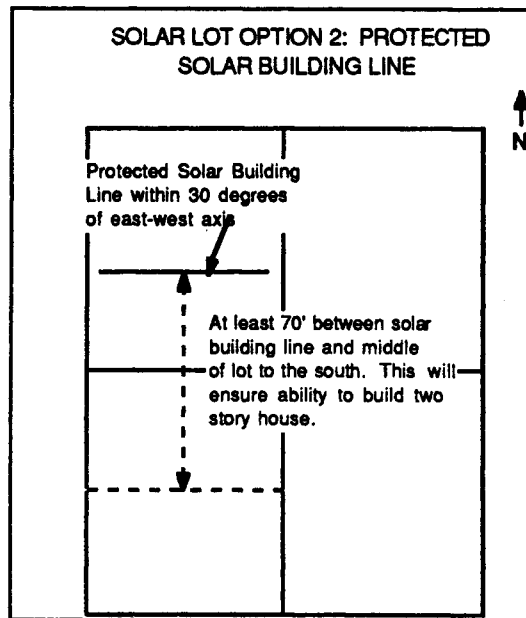 SOLAR LOT OPTION 2: PROTECTED
SOLAR BUILDING LINE
N
Protected Solar Building
Line within 30 degrees
of east-west axis
At least 70' between solar
building line and middle
of lot to the south. This will
ensure ability to build two
story house.